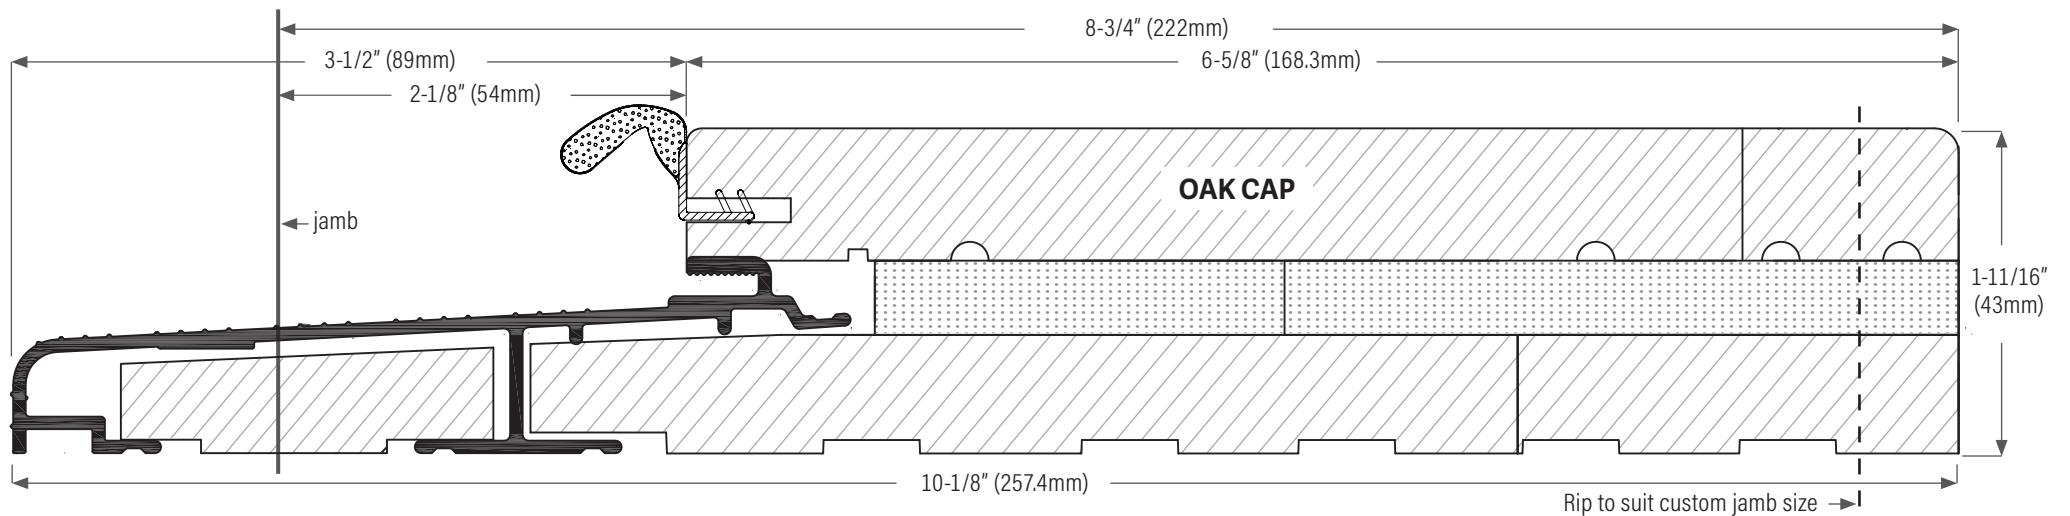 8-3/4" (222mm)
3-1/2" (89mm)
6-5/8" (168.3mm)
2-1/8" (54mm)
OAK CAP
jamb
1-11/16"
(43mm)
10-1/8" (257.4mm)
Rip to suit custom jamb size